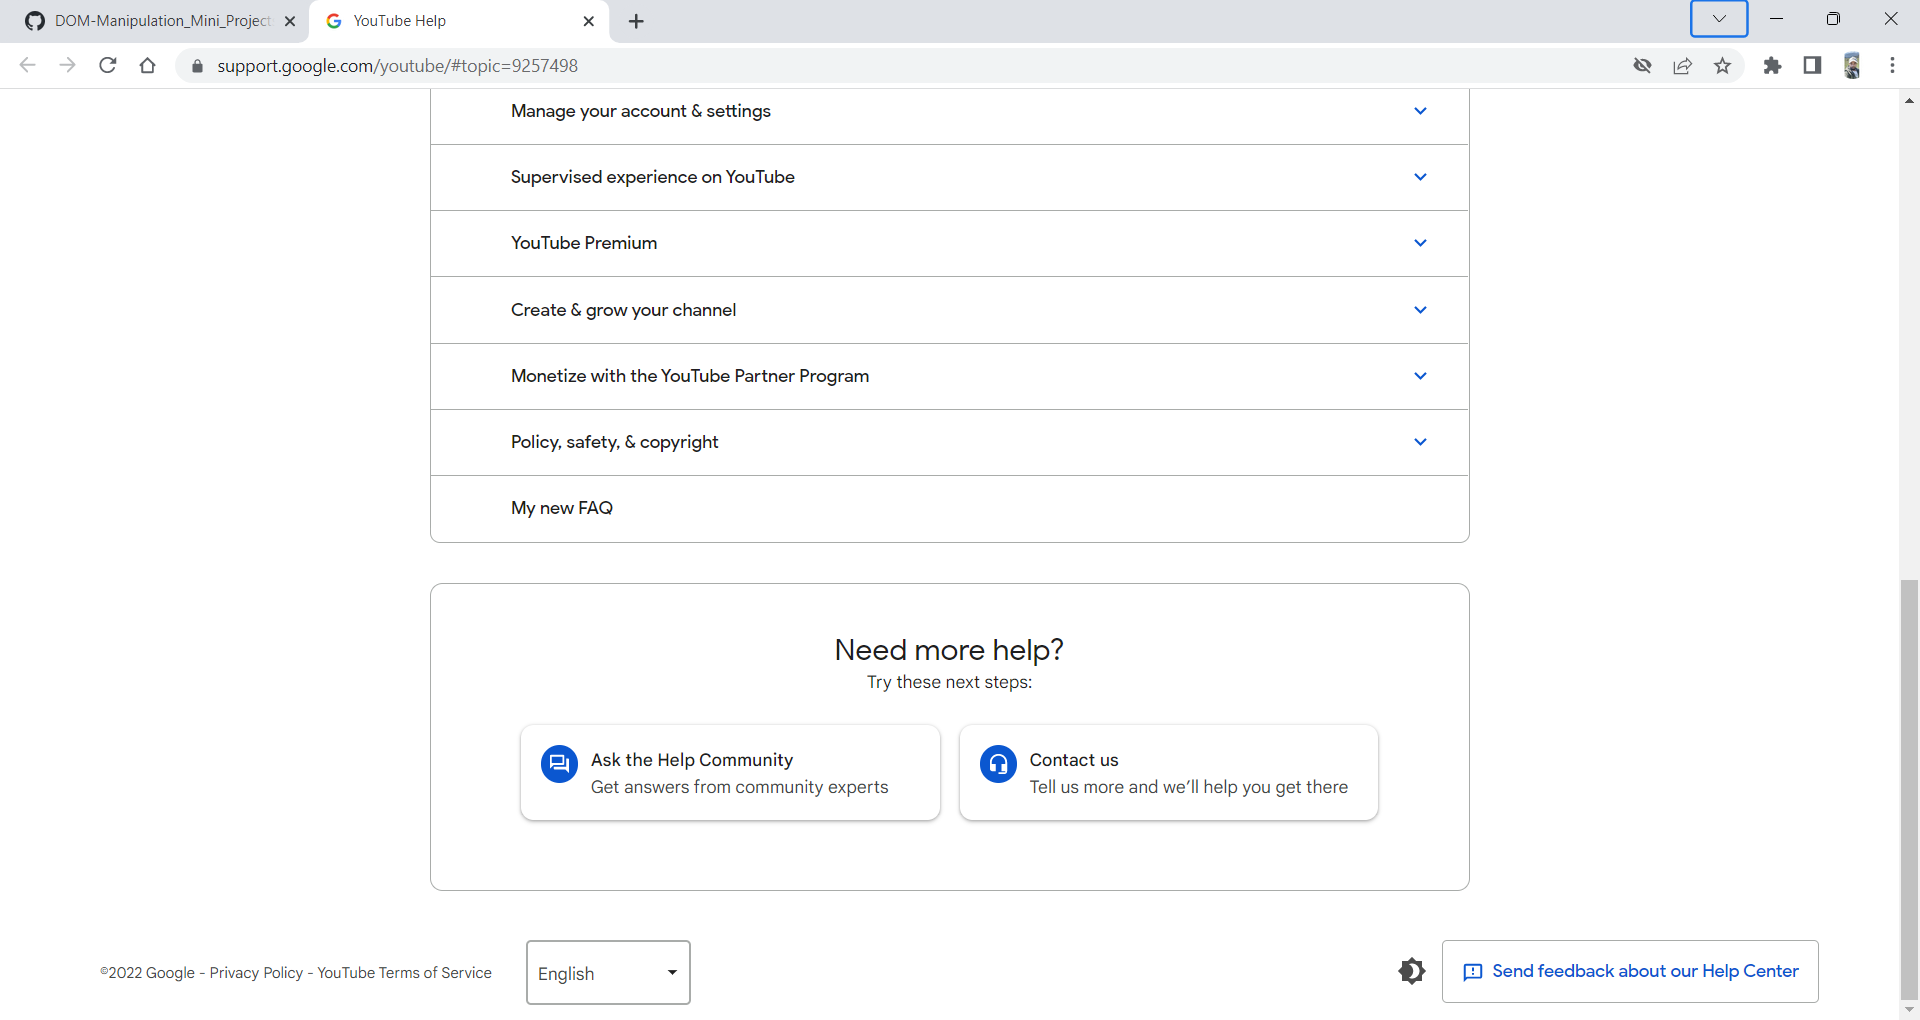 DOM-Manipulation_Mini_Project
YouTube Help
support.google.com/youtube/#topic=9257498
Manage your account & settings
Supervised experience on YouTube
YouTube Premium
Create & grow your channel
Monetize with the YouTube Partner Program
Policy, safety, & copyright
My new FAQ
Need more help?
Try these next steps:
Ask the Help Community
Get answers from community experts
Contact us
Tell us more and we’ll help you get there
©2022 Google - Privacy Policy - YouTube Terms of Service
English
Send feedback about our Help Center